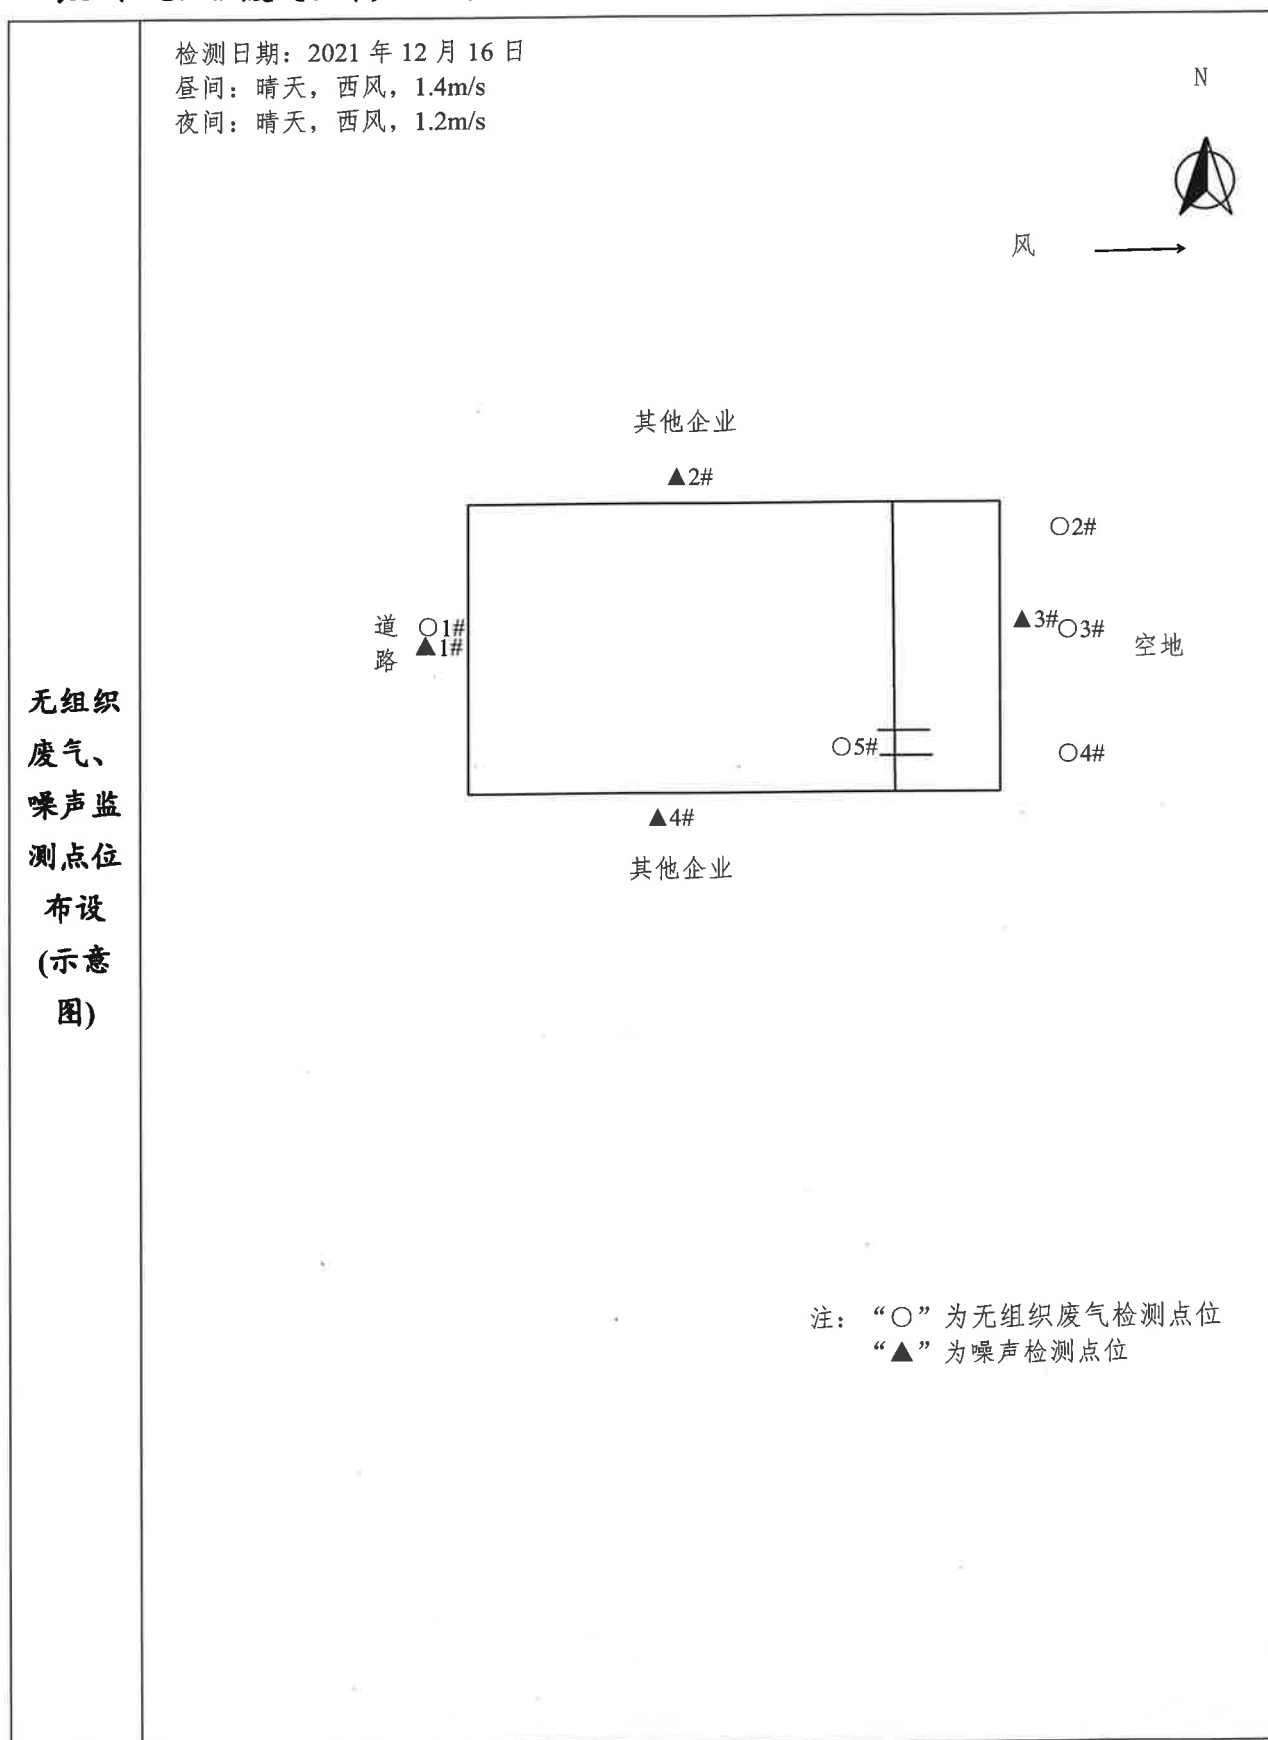 检测日期：2021 年 12 月 16 日
昼间：晴天，西风，1.4m/s
夜间：晴天，西风，1.2m/s
N
风
其他企业
▲2#
○2#
道
路
○1#
▲1#
▲3#
○3#
空地
○5#
○4#
▲4#
其他企业
无组织
废气、
噪声监
测点位
布设
(示意
图)
注：“○”为无组织废气检测点位
“▲”为噪声检测点位